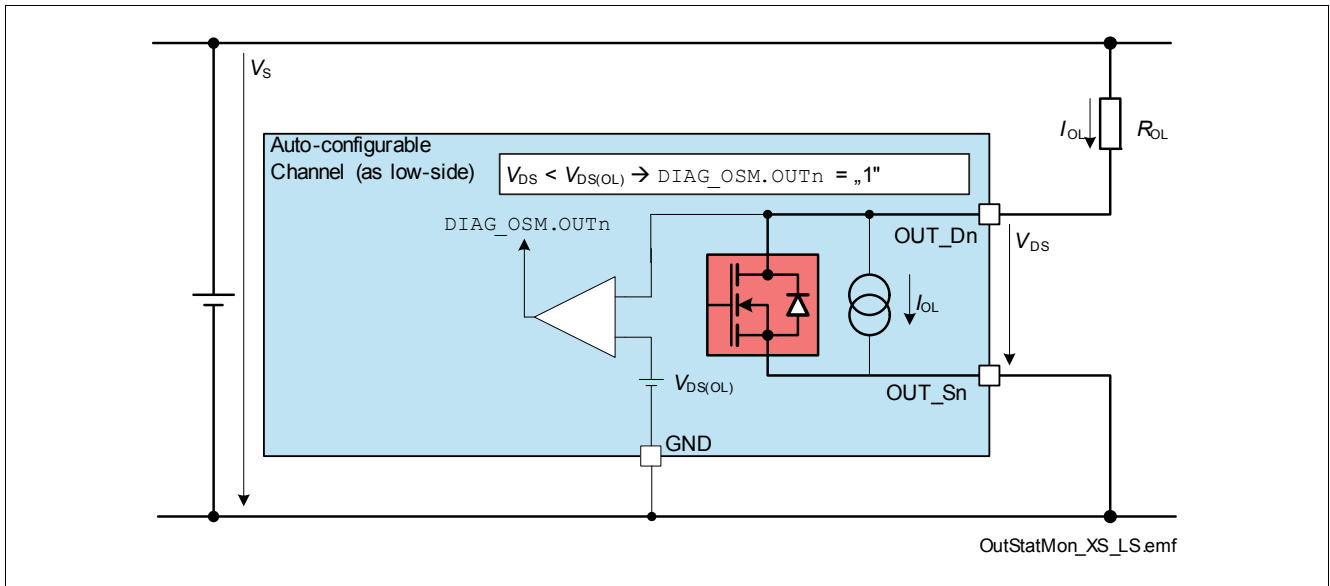 V_S
Auto-configurable
Channel (as low-side)
V_DS < V_DS(OL) → DIAG_OSM.OUTn = „1"
DIAG_OSM.OUTn
I_OL
R_OL
OUT_Dn
V_DS
I_OL
V_DS(OL)
OUT_Sn
GND
OutStatMon_XS_LS.emf